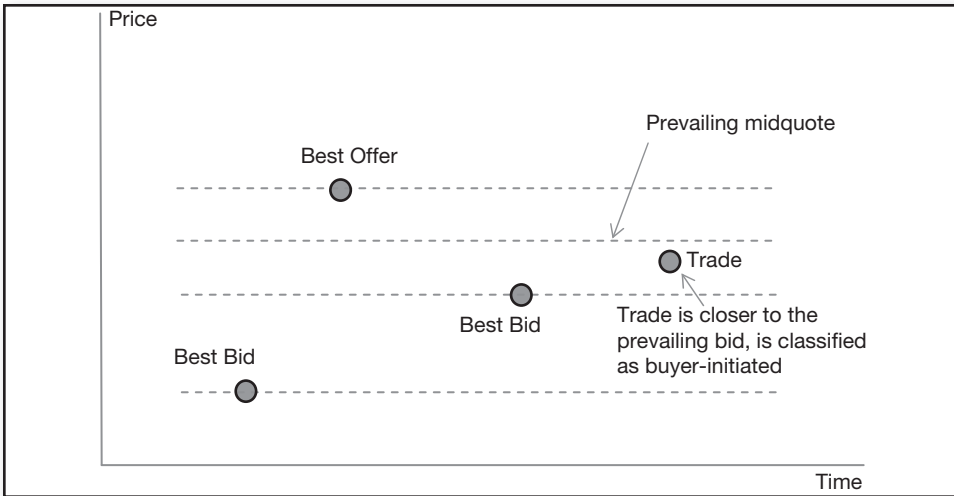 Price
Prevailing midquote
Best Offer
Trade
Best Bid
Trade is closer to the
prevailing bid, is classified
as buyer-initiated
Best Bid
Time